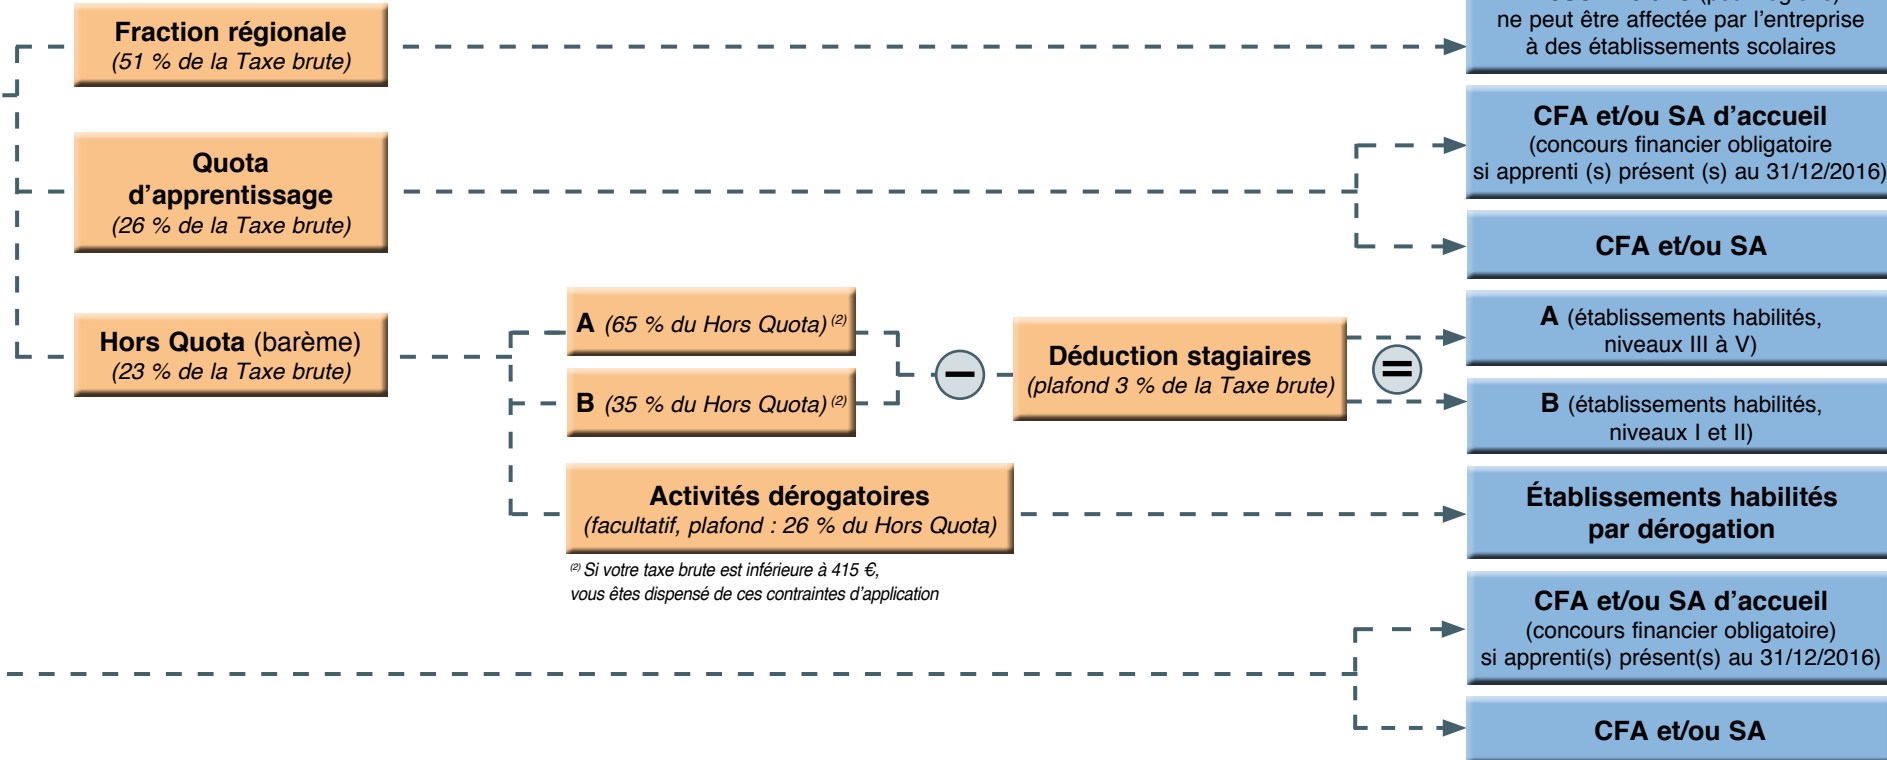 Fraction régionale
(51 % de la Taxe brute)
ne peut être affectée par l'entreprise
à des établissements scolaires
Quota
d'apprentissage
(26 % de la Taxe brute)
CFA et/ou SA d'accueil
(concours financier obligatoire
si apprenti (s) présent (s) au 31/12/2016)
CFA et/ou SA
Hors Quota (barème)
(23 % de la Taxe brute)
A (65 % du Hors Quota) (2)
B (35 % du Hors Quota) (2)
−
Déduction stagiaires
(plafond 3 % de la Taxe brute)
=
A (établissements habilités,
niveaux III à V)
B (établissements habilités,
niveaux I et II)
Activités dérogatoires
(facultatif, plafond : 26 % du Hors Quota)
Établissements habilités
par dérogation
(2) Si votre taxe brute est inférieure à 415 €,
vous êtes dispensé de ces contraintes d'application
CFA et/ou SA d'accueil
(concours financier obligatoire)
si apprenti(s) présent(s) au 31/12/2016)
CFA et/ou SA